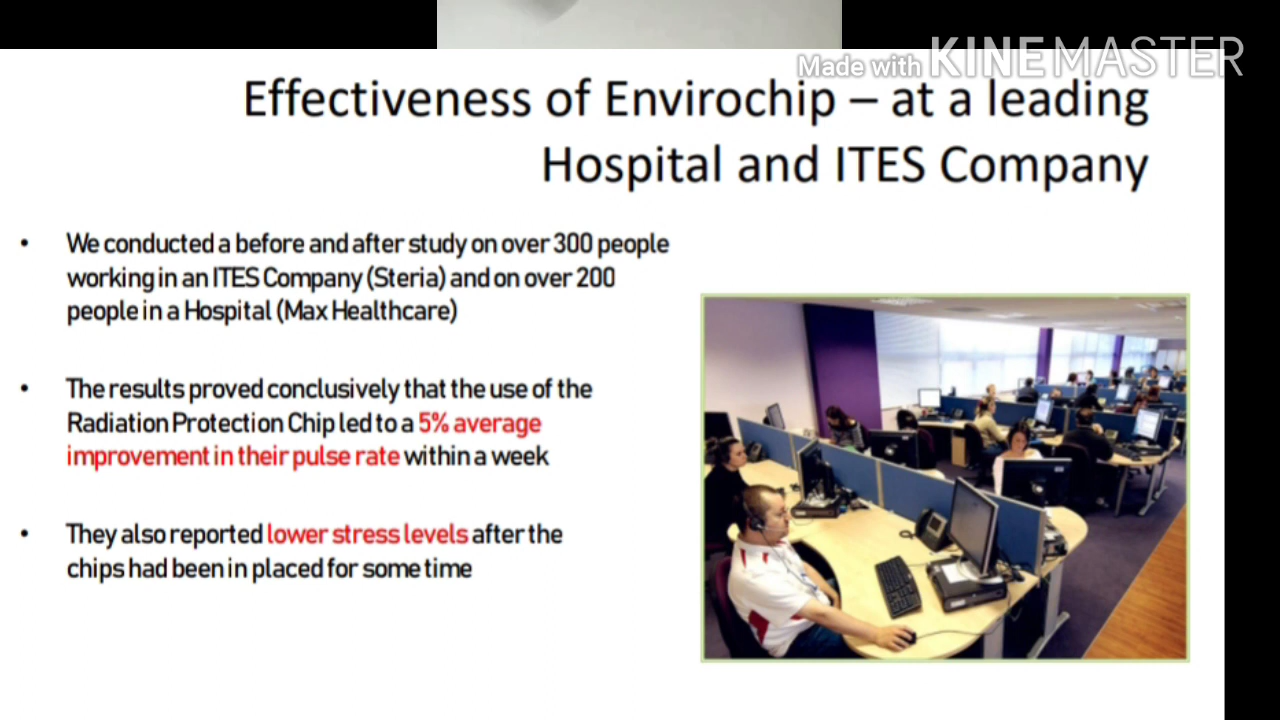 Made with KINEMASTER
Effectiveness of Envirochip – at a leading
Hospital and ITES Company
• We conducted a before and after study on over 300 people
working in an ITES Company (Steria) and on over 200
people in a Hospital (Max Healthcare)
• The results proved conclusively that the use of the
Radiation Protection Chip led to a 5% average
improvement in their pulse rate within a week
• They also reported lower stress levels after the
chips had been in placed for some time